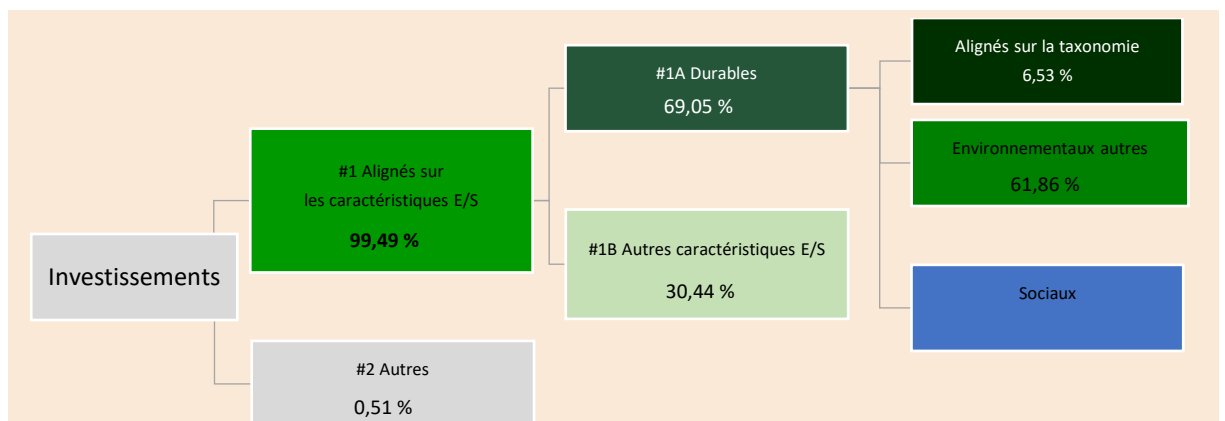 Investissements
#1 Alignés sur
les caractéristiques E/S
99,49 %
#2 Autres
0,51 %
#1A Durables
69,05 %
#1B Autres caractéristiques E/S
30,44 %
Alignés sur la taxonomie
6,53 %
Environnementaux autres
61,86 %
Sociaux